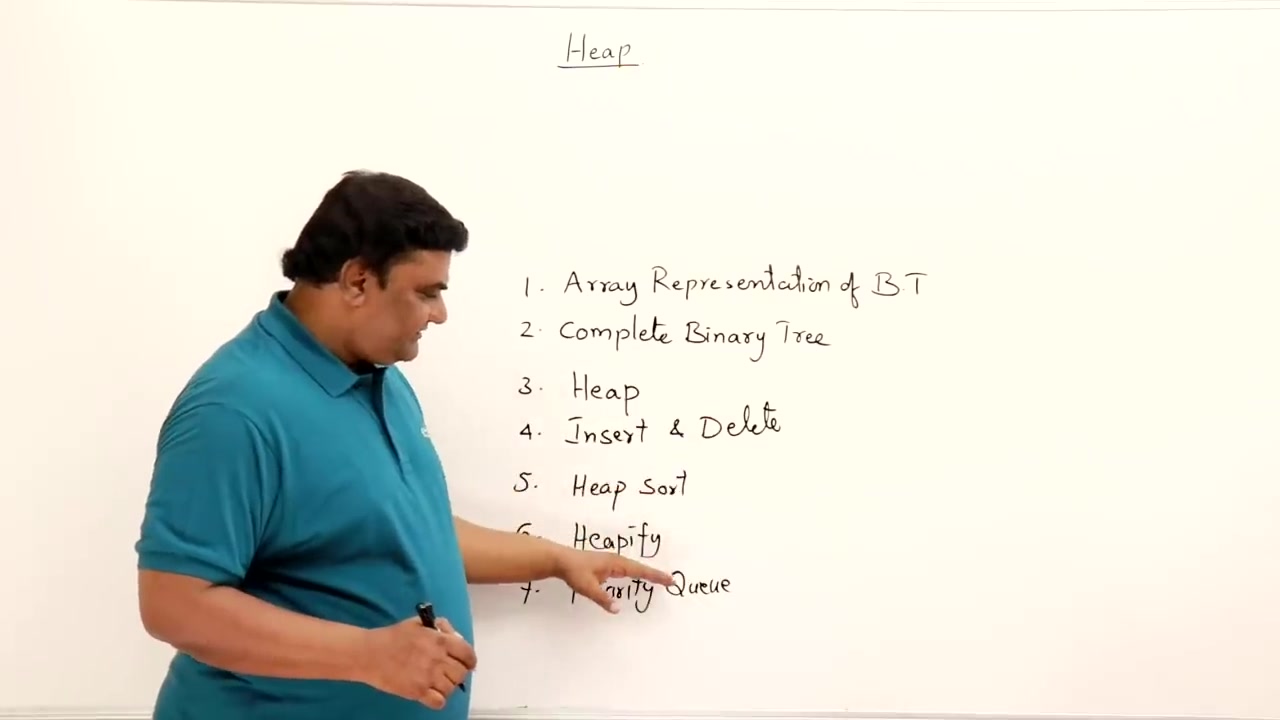 Heap
1. Array Representation of B.T
2. Complete Binary Tree
3. Heap
4. Insert & Delete
5. Heap Sort
6. Heapify
7. Queue